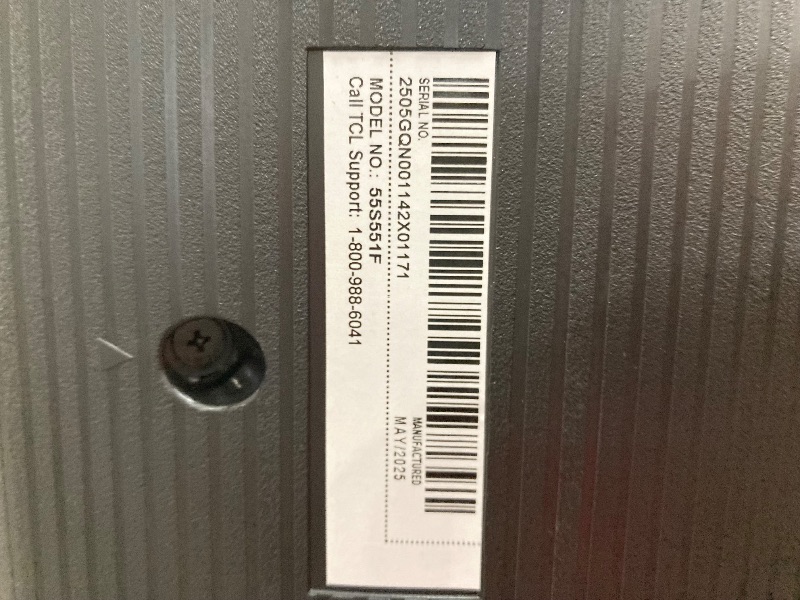 SERIAL NO.
2505GQN001142X01171
MANUFACTURED
MAY/2025
MODEL NO.: 55S551F
Call TCL Support: 1-800-988-6041